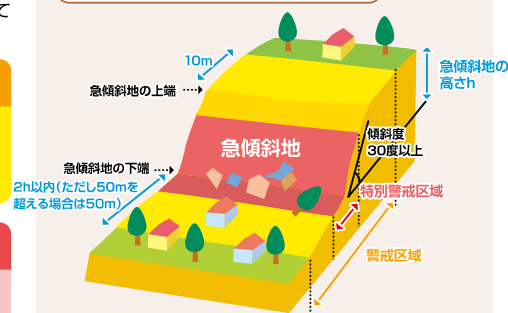 て
10m
急傾斜地の上端
急傾斜地の
高さh
急傾斜地
傾斜度
30度以上
急傾斜地の下端
2h以内(ただし50mを
超える場合は50m)
特別警戒区域
警戒区域